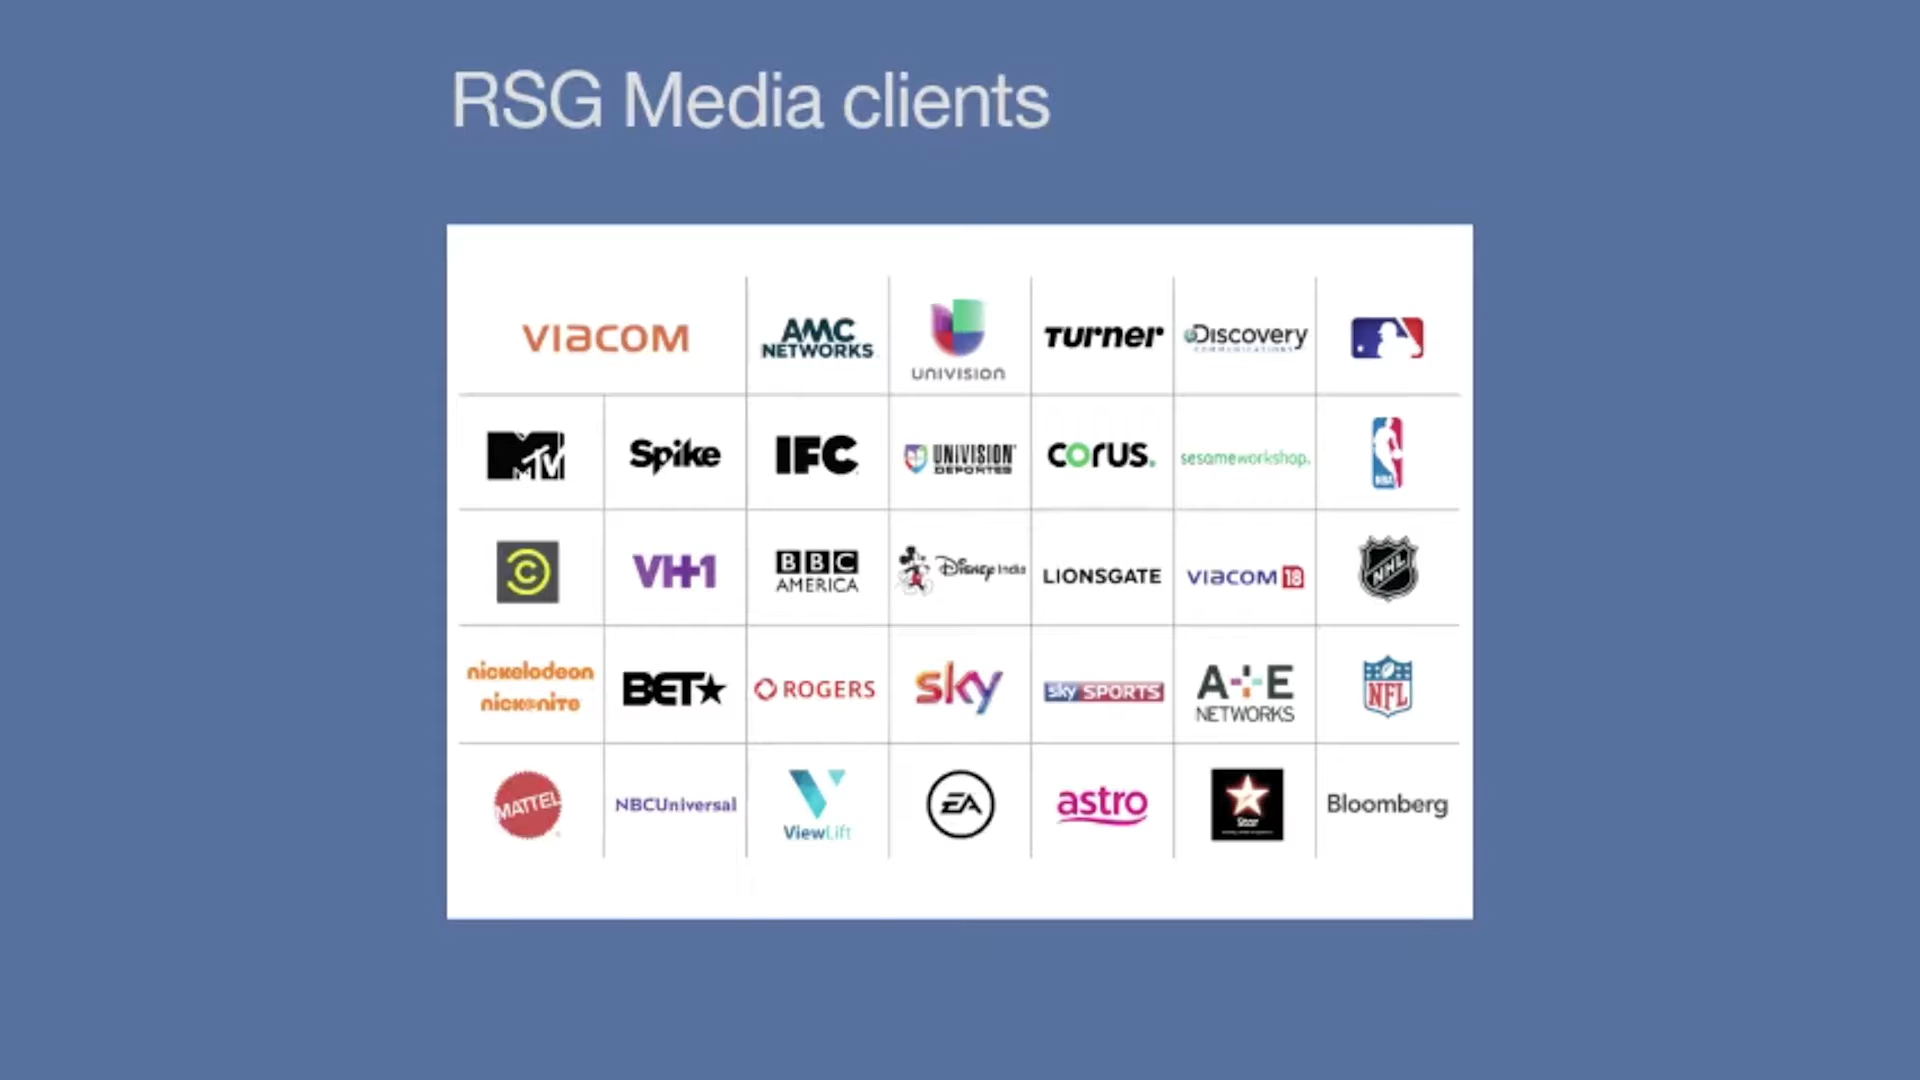 RSG Media clients
VIACOM
AMC
NETWORKS
UNIVISION
Turner
Discovery
COMMUNICATIONS
MTV
Spike
IFC
UNIVISION
DEPORTES
corus.
sesameworkshop.
NBA
VH1
BBC
AMERICA
Disney India
LIONSGATE
VIACOM 18
NHL
nickelodeon
nick@nite
BET
ROGERS
sky
sky SPORTS
A+E
NETWORKS
NFL
MATTEL
NBCUniversal
ViewLift
EA
astro
Bloomberg